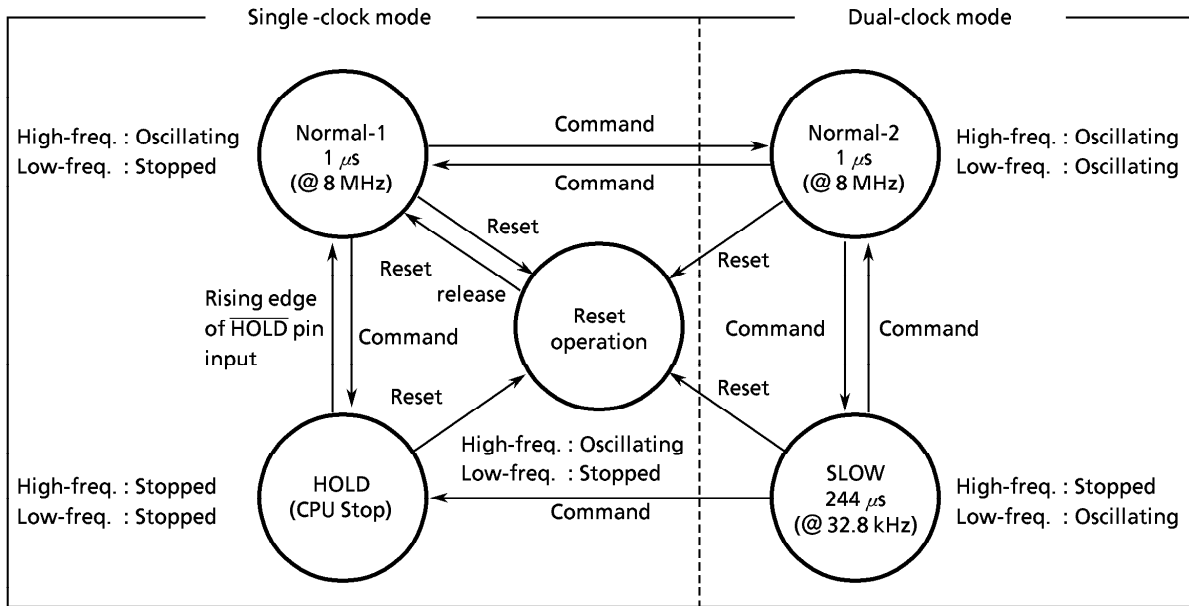 Single -clock mode
Dual-clock mode
High-freq. : Oscillating
Low-freq. : Stopped
Normal-1
1 μs
(@ 8 MHz)
Command
Command
Normal-2
1 μs
(@ 8 MHz)
High-freq. : Oscillating
Low-freq. : Oscillating
Reset
Reset
release
Reset
Rising edge
of H̅O̅L̅D̅ pin
input
Command
Reset
operation
Command
Command
Reset
Reset
High-freq. : Oscillating
Low-freq. : Stopped
High-freq. : Stopped
Low-freq. : Stopped
HOLD
(CPU Stop)
Command
SLOW
244 μs
(@ 32.8 kHz)
High-freq. : Stopped
Low-freq. : Oscillating